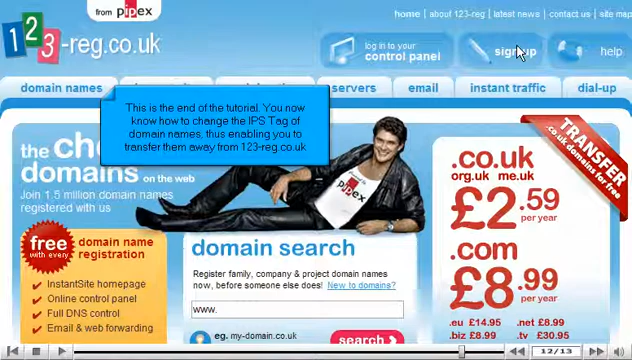 from pipex
home | about 123-reg | latest news | contact us | site map
123-reg.co.uk
log in to your
control panel
sign up
help
domain names
servers
email
instant traffic
dial-up
This is the end of the tutorial. You now
know how to change the IPS Tag of
domain names, thus enabling you to
transfer them away from 123-reg.co.uk
the
domains on the web
Join 1.5 million domain names
registered with us
pipex
.co.uk
org.uk me.uk
£2.59
per year
.com
£8.99
per year
.eu £14.95 .net £8.99
.biz £8.99 .tv £30.95
TRANSFER
.co.uk domains for free
free
with every
domain name
registration
InstantSite homepage
Online control panel
Full DNS control
Email & web forwarding
domain search
Register family, company & project domain names
now, before someone else does! New to domains?
www.
eg. my-domain.co.uk
search
12/13